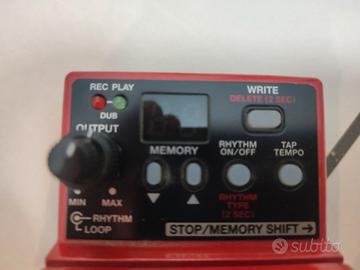 REC PLAY
DUB
WRITE
DELETE (2 SEC)
OUTPUT
MEMORY
RHYTHM
ON/OFF
TAP
TEMPO
MIN
MAX
RHYTHM
TYPE
(2 SEC)
RHYTHM
LOOP
STOP/MEMORY SHIFT→
subito